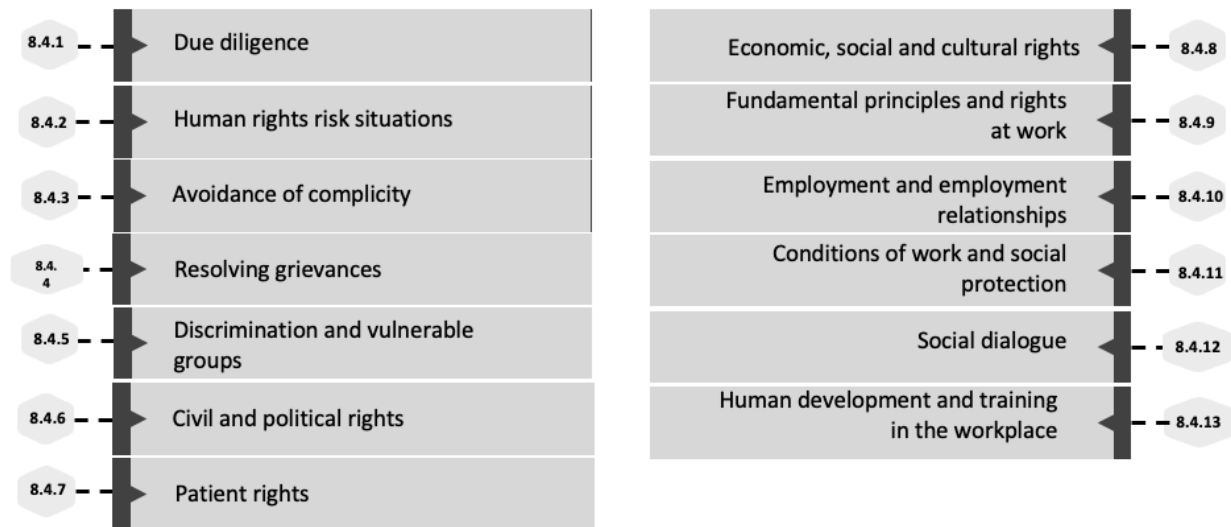 8.4.1
Due diligence
8.4.2
Human rights risk situations
8.4.3
Avoidance of complicity
8.4.
4
Resolving grievances
8.4.5
Discrimination and vulnerable
groups
8.4.6
Civil and political rights
8.4.7
Patient rights
Economic, social and cultural rights
8.4.8
Fundamental principles and rights
at work
8.4.9
Employment and employment
relationships
8.4.10
Conditions of work and social
protection
8.4.11
Social dialogue
8.4.12
Human development and training
in the workplace
8.4.13